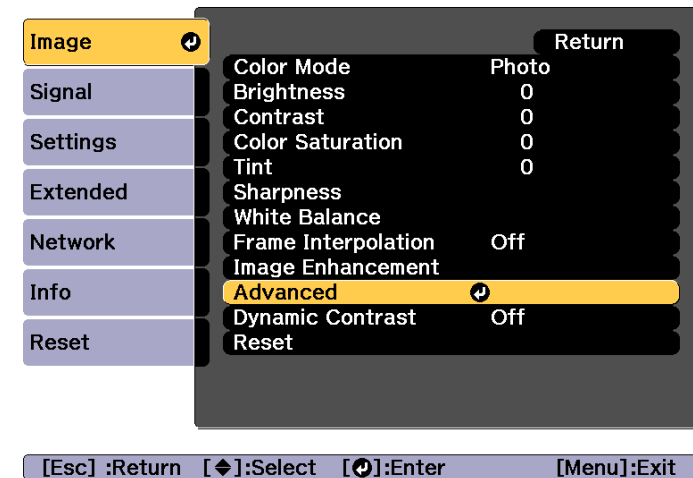 Image
Signal
Settings
Extended
Network
Info
Reset
Return
Color Mode Photo
Brightness 0
Contrast 0
Color Saturation 0
Tint 0
Sharpness
White Balance
Frame Interpolation Off
Image Enhancement
Advanced
Dynamic Contrast Off
Reset
[Esc] :Return [◆]:Select [↵]:Enter [Menu]:Exit